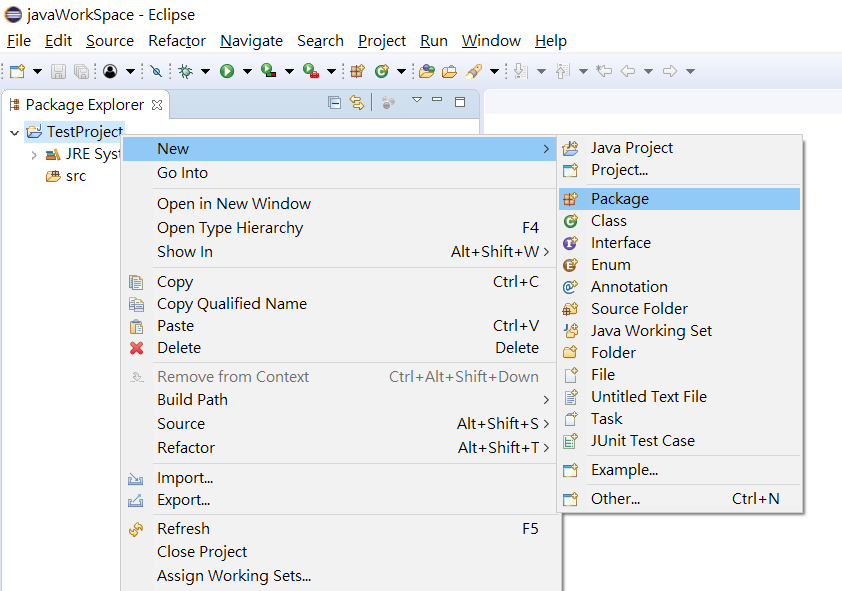 javaWorkSpace - Eclipse
File Edit Source Refactor Navigate Search Project Run Window Help
Package Explorer
TestProject
JRE Syst
src
New
Go Into
Open in New Window
Open Type Hierarchy F4
Show In Alt+Shift+W
Copy Ctrl+C
Copy Qualified Name
Paste Ctrl+V
Delete Delete
Remove from Context Ctrl+Alt+Shift+Down
Build Path
Source Alt+Shift+S
Refactor Alt+Shift+T
Import...
Export...
Refresh F5
Close Project
Assign Working Sets...
Java Project
Project...
Package
Class
Interface
Enum
Annotation
Source Folder
Java Working Set
Folder
File
Untitled Text File
Task
JUnit Test Case
Example...
Other... Ctrl+N